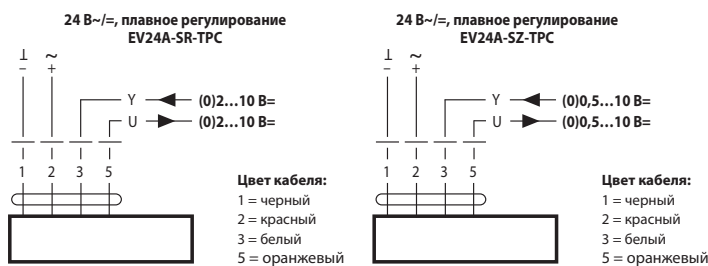 24 В~/=, плавное регулирование
EV24A-SR-TPC
⊥ ~
– +
Y (0)2...10 В=
U (0)2...10 В=
1 2 3 5
Цвет кабеля:
1 = черный
2 = красный
3 = белый
5 = оранжевый
24 В~/=, плавное регулирование
EV24A-SZ-TPC
⊥ ~
– +
Y (0)0,5...10 В=
U (0)0,5...10 В=
1 2 3 5
Цвет кабеля:
1 = черный
2 = красный
3 = белый
5 = оранжевый